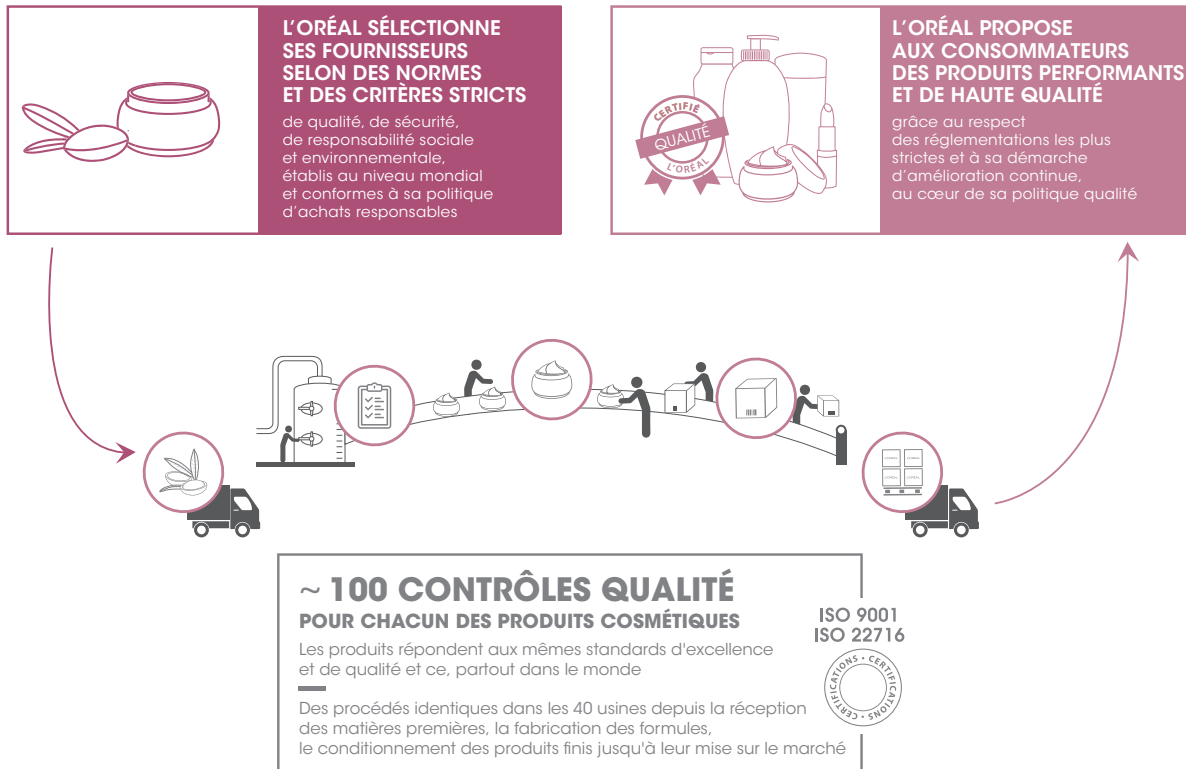 L'ORÉAL SÉLECTIONNE
SES FOURNISSEURS
SELON DES NORMES
ET DES CRITÈRES STRICTS
de qualité, de sécurité,
de responsabilité sociale
et environnementale,
établis au niveau mondial
et conformes à sa politique
d'achats responsables
CERTIFIÉ
QUALITÉ
L'ORÉAL
L'ORÉAL PROPOSE
AUX CONSOMMATEURS
DES PRODUITS PERFORMANTS
ET DE HAUTE QUALITÉ
grâce au respect
des réglementations les plus
strictes et à sa démarche
d'amélioration continue,
au cœur de sa politique qualité
L'ORÉAL L'ORÉAL
L'ORÉAL L'ORÉAL
~ 100 CONTRÔLES QUALITÉ
POUR CHACUN DES PRODUITS COSMÉTIQUES
Les produits répondent aux mêmes standards d'excellence
et de qualité et ce, partout dans le monde
Des procédés identiques dans les 40 usines depuis la réception
des matières premières, la fabrication des formules,
le conditionnement des produits finis jusqu'à leur mise sur le marché
ISO 9001
ISO 22716
CERTIFICATIONS • CERTIFICATIONS •